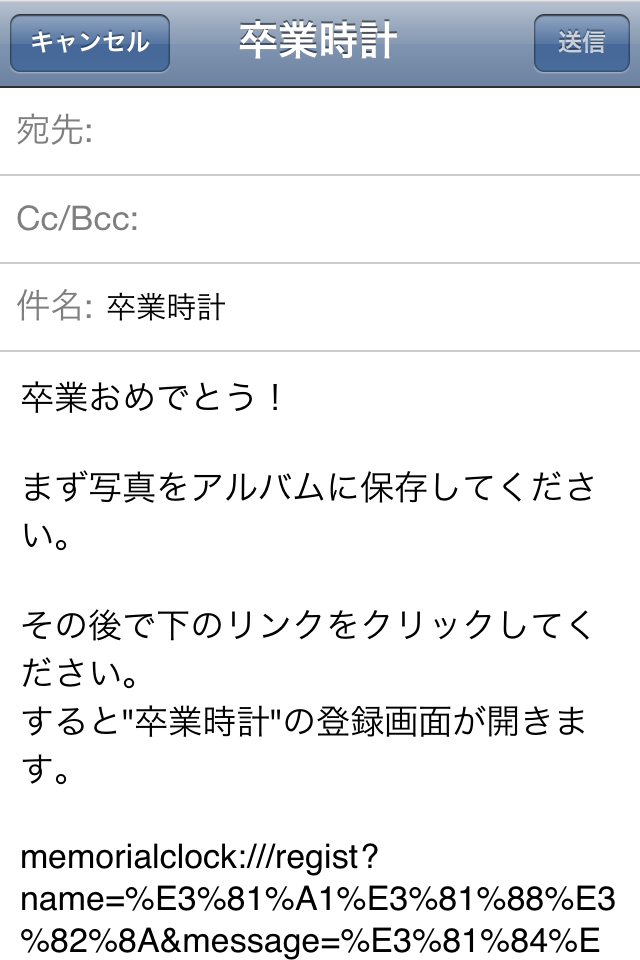 キャンセル
卒業時計
送信
宛先:
Cc/Bcc:
件名: 卒業時計
卒業おめでとう！
まず写真をアルバムに保存してくださ
い。
その後で下のリンクをクリックしてく
ださい。
すると"卒業時計"の登録画面が開きま
す。
memorialclock:///regist?
name=%E3%81%A1%E3%81%88%E3
%82%8A&message=%E3%81%84%E